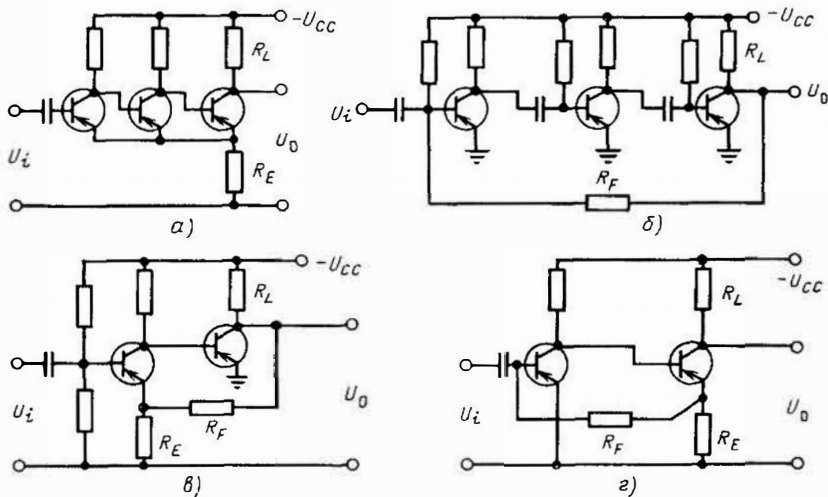 -U_CC
R_L
U_i
U_0
R_E
а)
-U_CC
R_L
U_i
U_0
R_F
б)
-U_CC
R_L
U_i
U_0
R_F
R_E
в)
-U_CC
R_L
U_i
U_0
R_F
R_E
г)